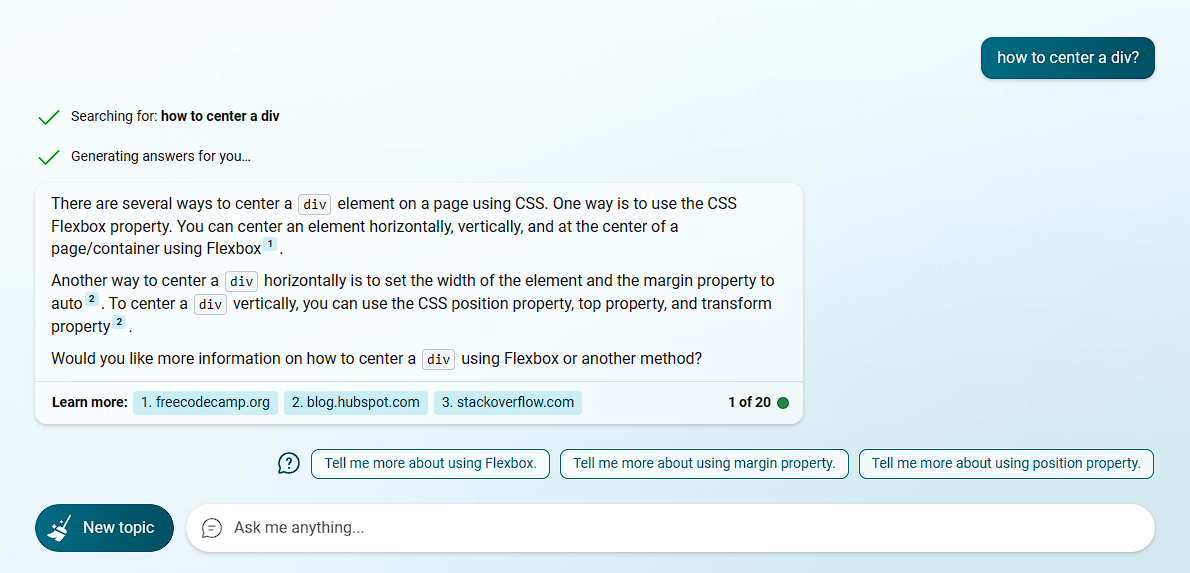 how to center a div?
Searching for: how to center a div
Generating answers for you...
There are several ways to center a div element on a page using CSS. One way is to use the CSS
Flexbox property. You can center an element horizontally, vertically, and at the center of a
page/container using Flexbox 1 .
Another way to center a div horizontally is to set the width of the element and the margin property to
auto 2 . To center a div vertically, you can use the CSS position property, top property, and transform
property 2 .
Would you like more information on how to center a div using Flexbox or another method?
Learn more: 1. freecodecamp.org 2. blog.hubspot.com 3. stackoverflow.com 1 of 20
Tell me more about using Flexbox. Tell me more about using margin property. Tell me more about using position property.
New topic Ask me anything...